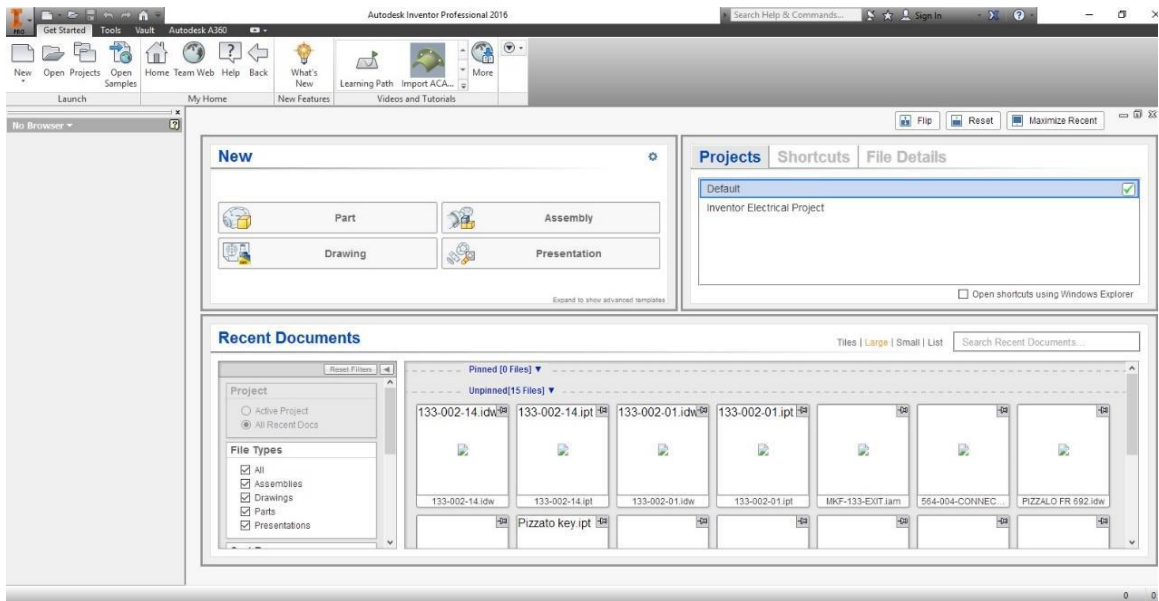 Autodesk Inventor Professional 2016
Search Help & Commands...
Sign In
PRO
Get Started Tools Vault Autodesk A360
New Open Projects Open Samples Home Team Web Help Back What's New Learning Path Import ACA... More
Launch My Home New Features Videos and Tutorials
No Browser
Flip Reset Maximize Recent
New
Part Assembly
Drawing Presentation
Expand to show advanced templates
Projects Shortcuts File Details
Default
Inventor Electrical Project
Open shortcuts using Windows Explorer
Recent Documents
Tiles | Large | Small | List Search Recent Documents...
Reset Filters
Project
Active Project
All Recent Docs
File Types
All
Assemblies
Drawings
Parts
Presentations
Pinned [0 Files]
Unpinned[15 Files]
133-002-14.idw 133-002-14.ipt 133-002-01.idw 133-002-01.ipt
133-002-14.idw 133-002-14.ipt 133-002-01.idw 133-002-01.ipt MKF-133-EXIT.iam 564-004-CONNEC... PIZZALO FR 692.idw
Pizzato key.ipt
0 0